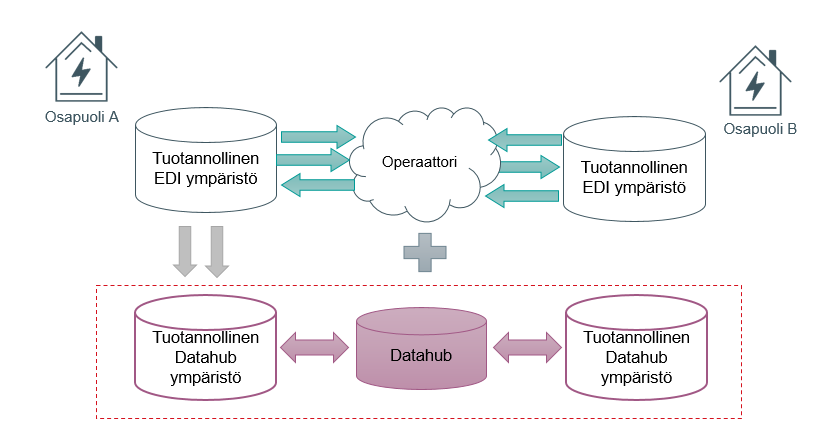 Osapuoli A
Osapuoli B
Tuotannollinen
EDI ympäristö
Operaattori
Tuotannollinen
EDI ympäristö
Tuotannollinen
Datahub
ympäristö
Datahub
Tuotannollinen
Datahub
ympäristö